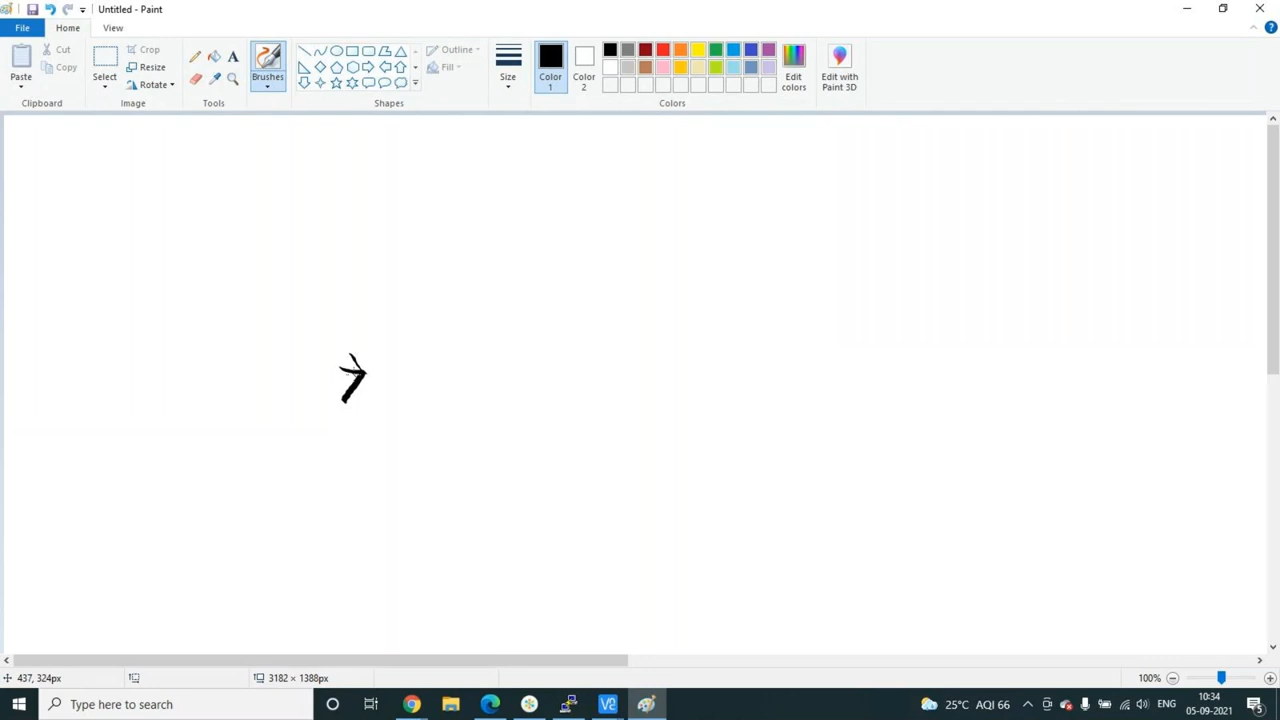 Untitled - Paint
File Home View
Paste
Cut
Copy
Clipboard
Select
Crop
Resize
Rotate
Image
A
Tools
Brushes
Outline
Fill
Shapes
Size
Color 1
Color 2
Edit colors
Colors
Edit with Paint 3D
437, 324px
3182 × 1388px
100%
Type here to search
25°C AQI 66
ENG
10:34
05-09-2021
5